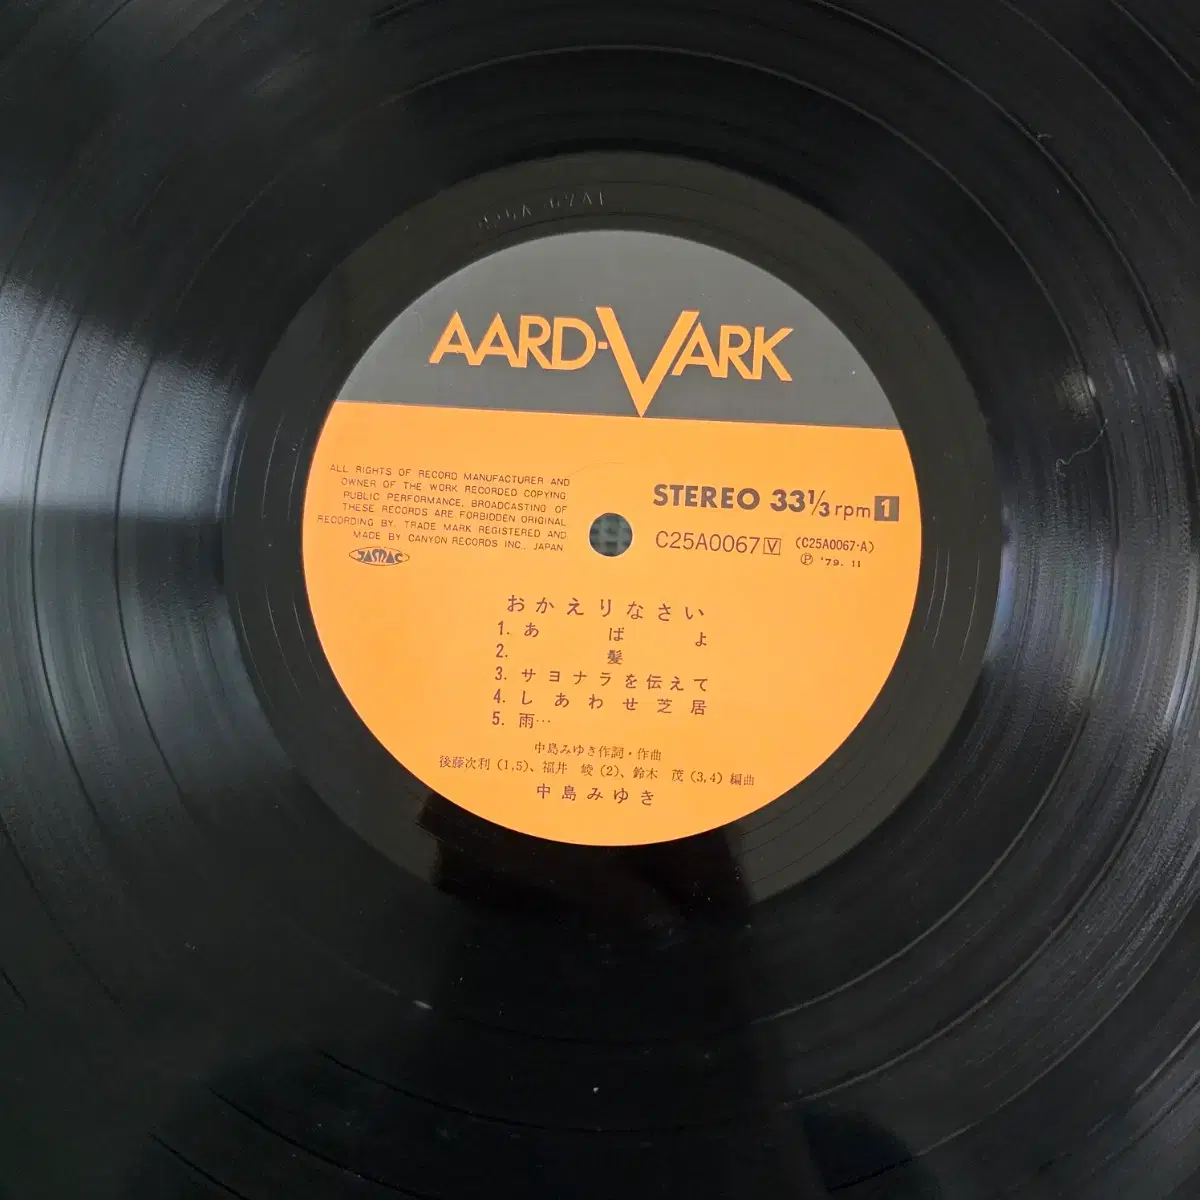 AARD-VARK
ALL RIGHTS OF RECORD MANUFACTURER AND
OWNER OF THE WORK RECORDED COPYING
PUBLIC PERFORMANCE, BROADCASTING OF
THESE RECORDS ARE FORBIDDEN ORIGINAL
RECORDING BY. TRADE MARK REGISTERED AND
MADE BY CANYON RECORDS INC., JAPAN
JASRAC
STEREO 33 1/3 rpm 1
C25A0067 V (C25A0067·A)
Ⓟ '79. 11
おかえりなさい
1. あばよ
2. 髪
3. サヨナラを伝えて
4. しあわせ芝居
5. 雨…
中島みゆき作詞・作曲
後藤次利(1,5)、福井 峻(2)、鈴木 茂(3,4)編曲
中島みゆき